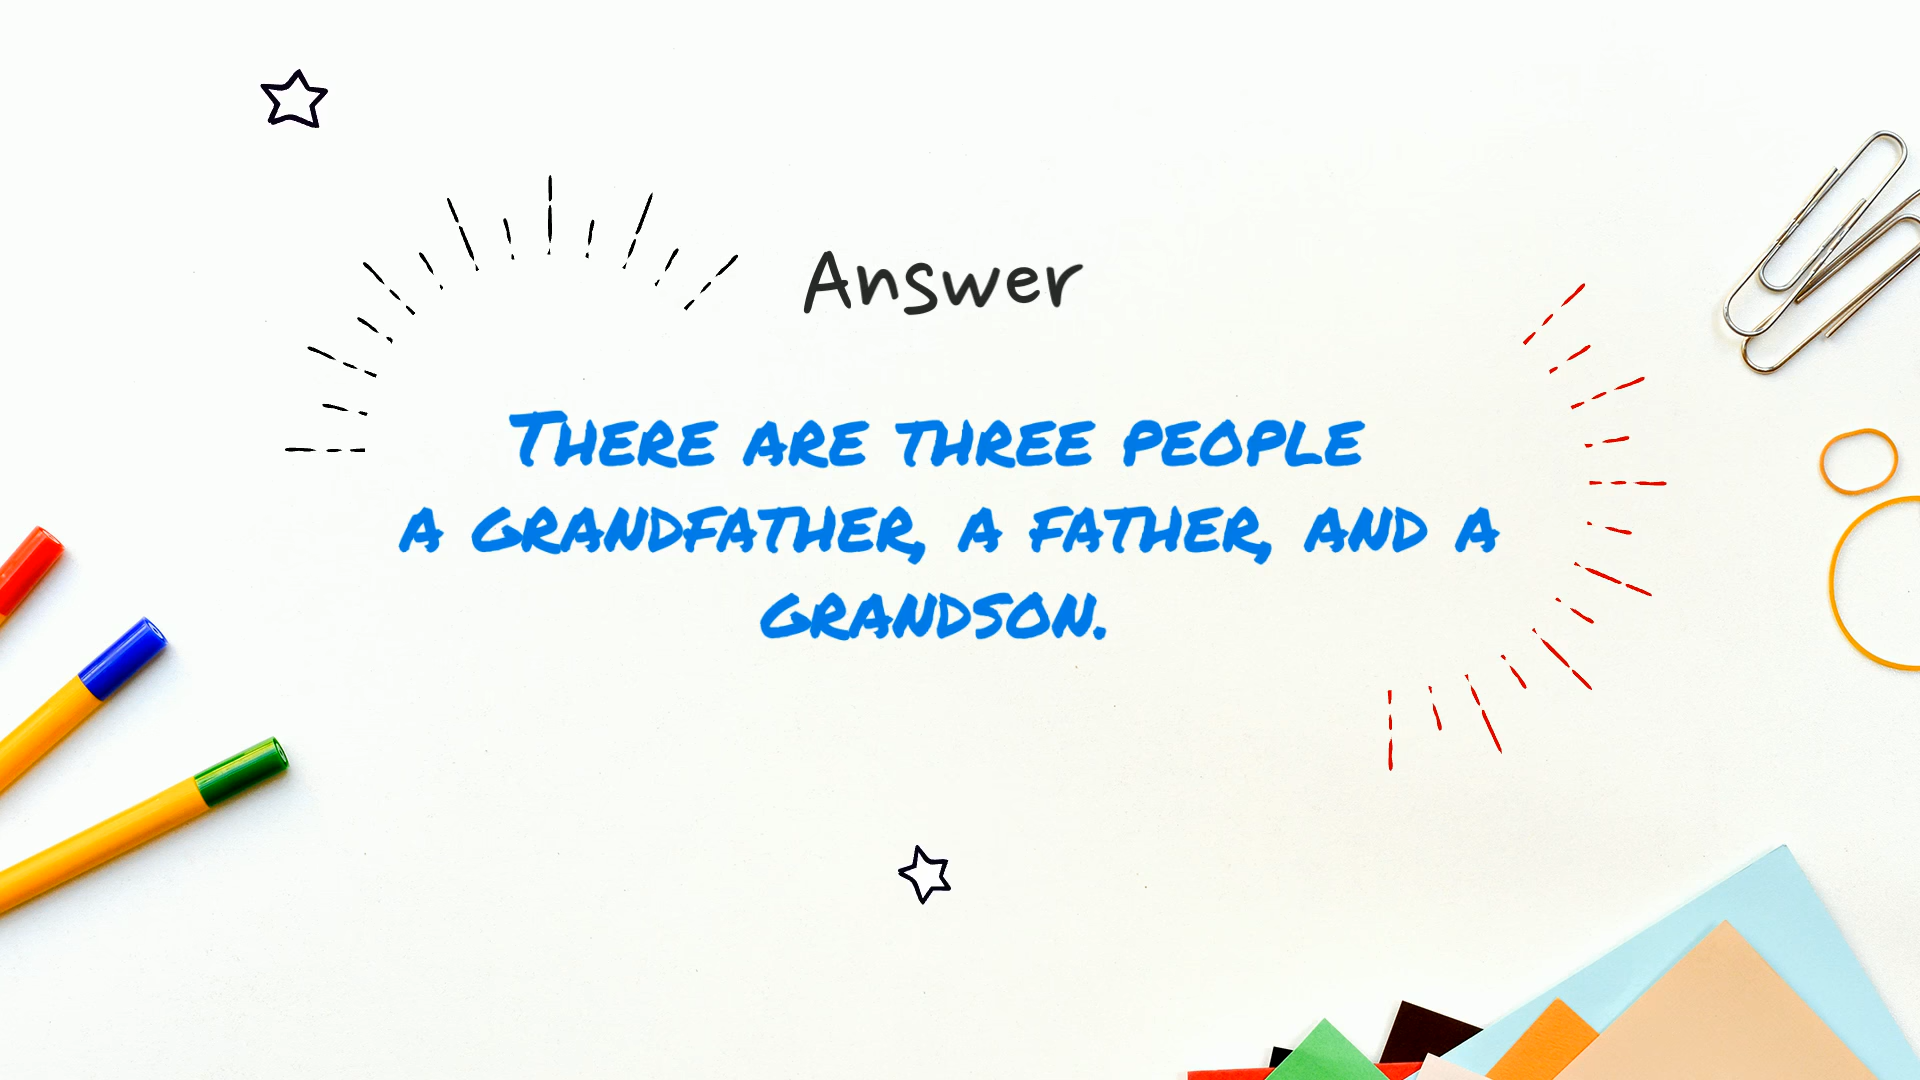 Answer
There are three people
a grandfather, a father, and a
grandson.